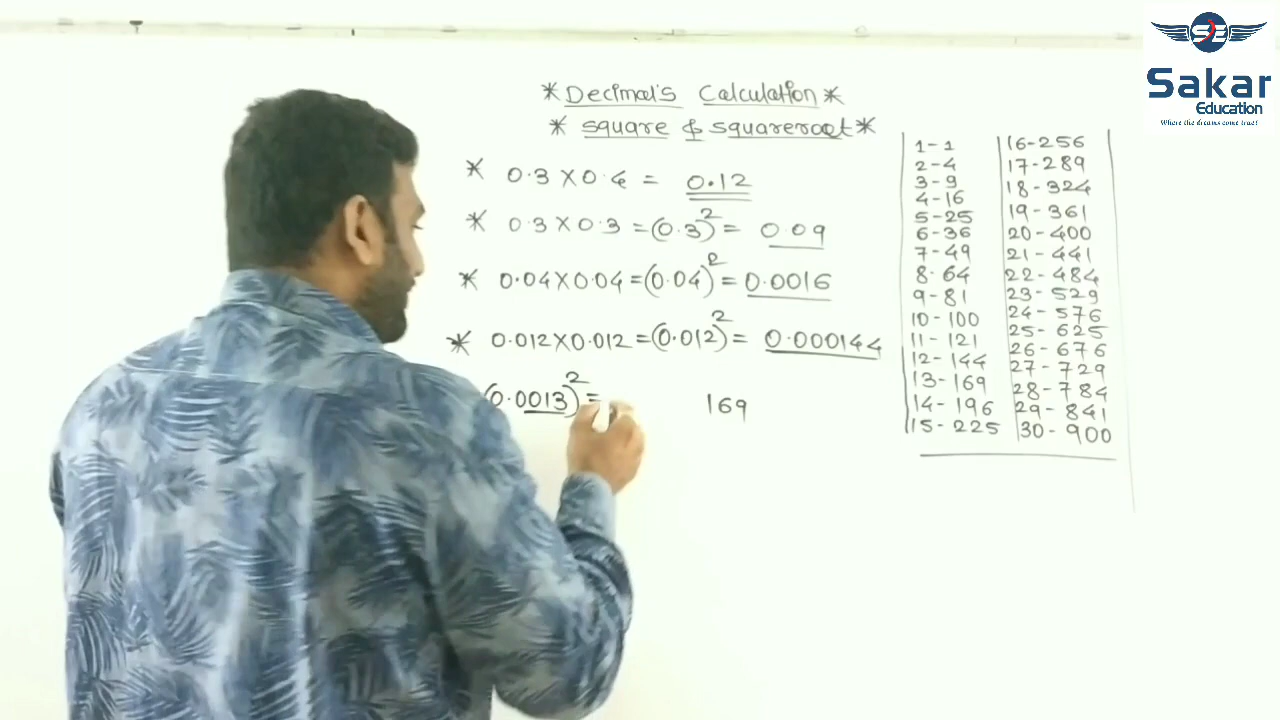 Sakar
Education
Where the dreams come true!
* Decimal's Calculation *
* square & squareroot *
* 0.3 X 0.4 = 0.12
* 0.3 X 0.3 = (0.3)² = 0.09
* 0.04 X 0.04 = (0.04)² = 0.0016
* 0.012 X 0.012 = (0.012)² = 0.000144
(0.0013)² = 169
1 - 1
2 - 4
3 - 9
4 - 16
5 - 25
6 - 36
7 - 49
8 - 64
9 - 81
10 - 100
11 - 121
12 - 144
13 - 169
14 - 196
15 - 225
16 - 256
17 - 289
18 - 324
19 - 361
20 - 400
21 - 441
22 - 484
23 - 529
24 - 576
25 - 625
26 - 676
27 - 729
28 - 784
29 - 841
30 - 900